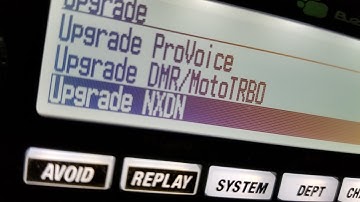 Upgrade
Upgrade ProVoice
Upgrade DMR/MotoTRBO
Upgrade NXDN
AVOID
REPLAY
SYSTEM
DEPT